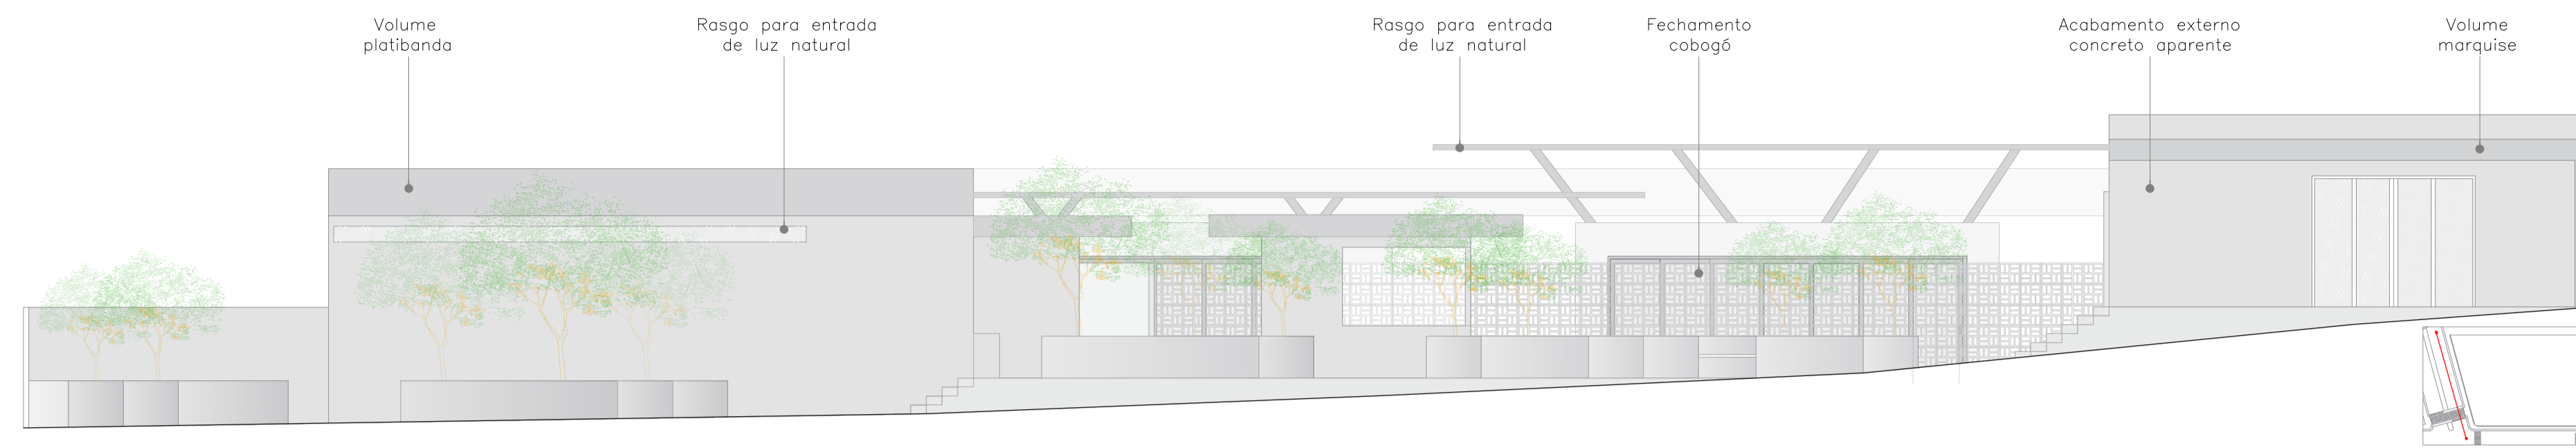 Volume
platibanda
Rasgo para entrada
de luz natural
Rasgo para entrada
de luz natural
Fechamento
cobogó
Acabamento externo
concreto aparente
Volume
marquise